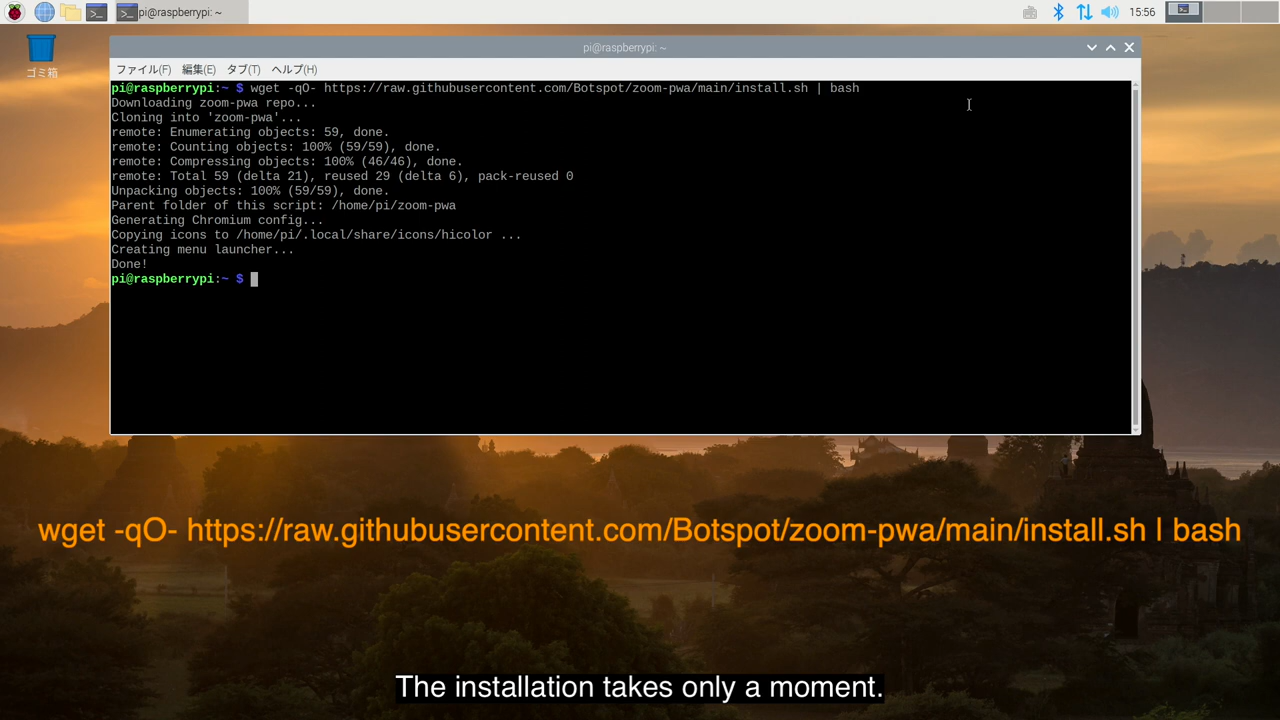 pi@raspberrypi: ~
15:56
ゴミ箱
pi@raspberrypi: ~
ファイル(F) 編集(E) タブ(T) ヘルプ(H)
pi@raspberrypi:~ $ wget -qO- https://raw.githubusercontent.com/Botspot/zoom-pwa/main/install.sh | bash
Downloading zoom-pwa repo...
Cloning into 'zoom-pwa'...
remote: Enumerating objects: 59, done.
remote: Counting objects: 100% (59/59), done.
remote: Compressing objects: 100% (46/46), done.
remote: Total 59 (delta 21), reused 29 (delta 6), pack-reused 0
Unpacking objects: 100% (59/59), done.
Parent folder of this script: /home/pi/zoom-pwa
Generating Chromium config...
Copying icons to /home/pi/.local/share/icons/hicolor ...
Creating menu launcher...
Done!
pi@raspberrypi:~ $
wget -qO- https://raw.githubusercontent.com/Botspot/zoom-pwa/main/install.sh | bash
The installation takes only a moment.